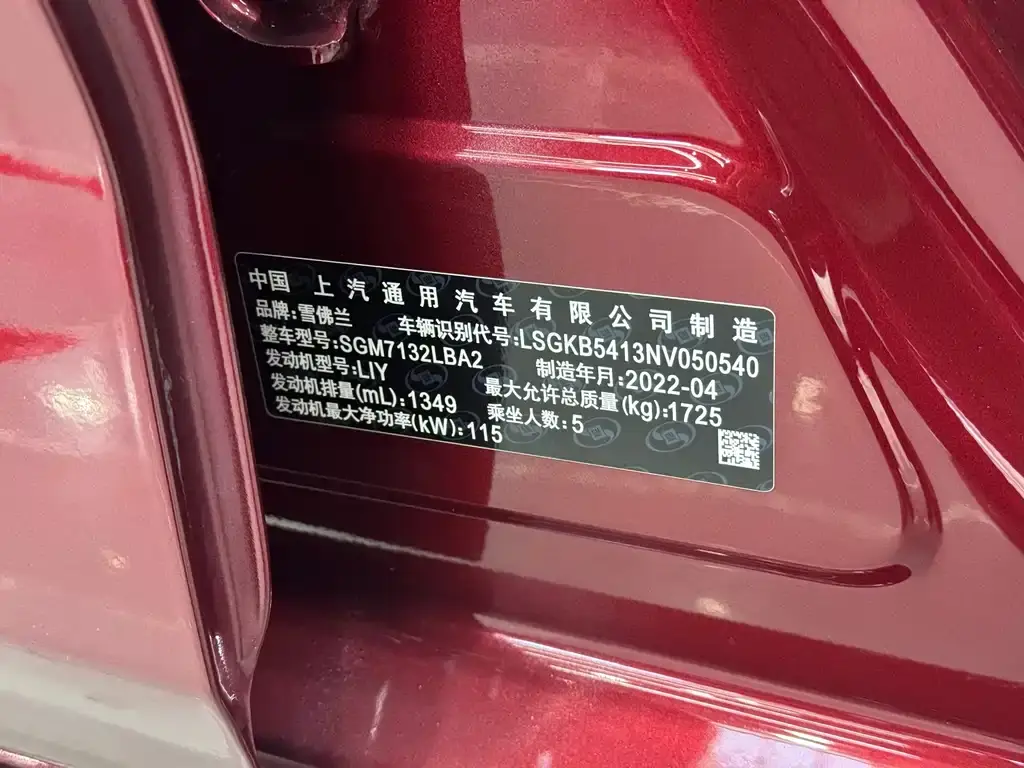 中国 上汽通用汽车有限公司制造
品牌:雪佛兰 车辆识别代号:LSGKB5413NV050540
整车型号:SGM7132LBA2 制造年月:2022-04
发动机型号:LIY 最大允许总质量(kg):1725
发动机排量(mL):1349 乘坐人数:5
发动机最大净功率(kW):115